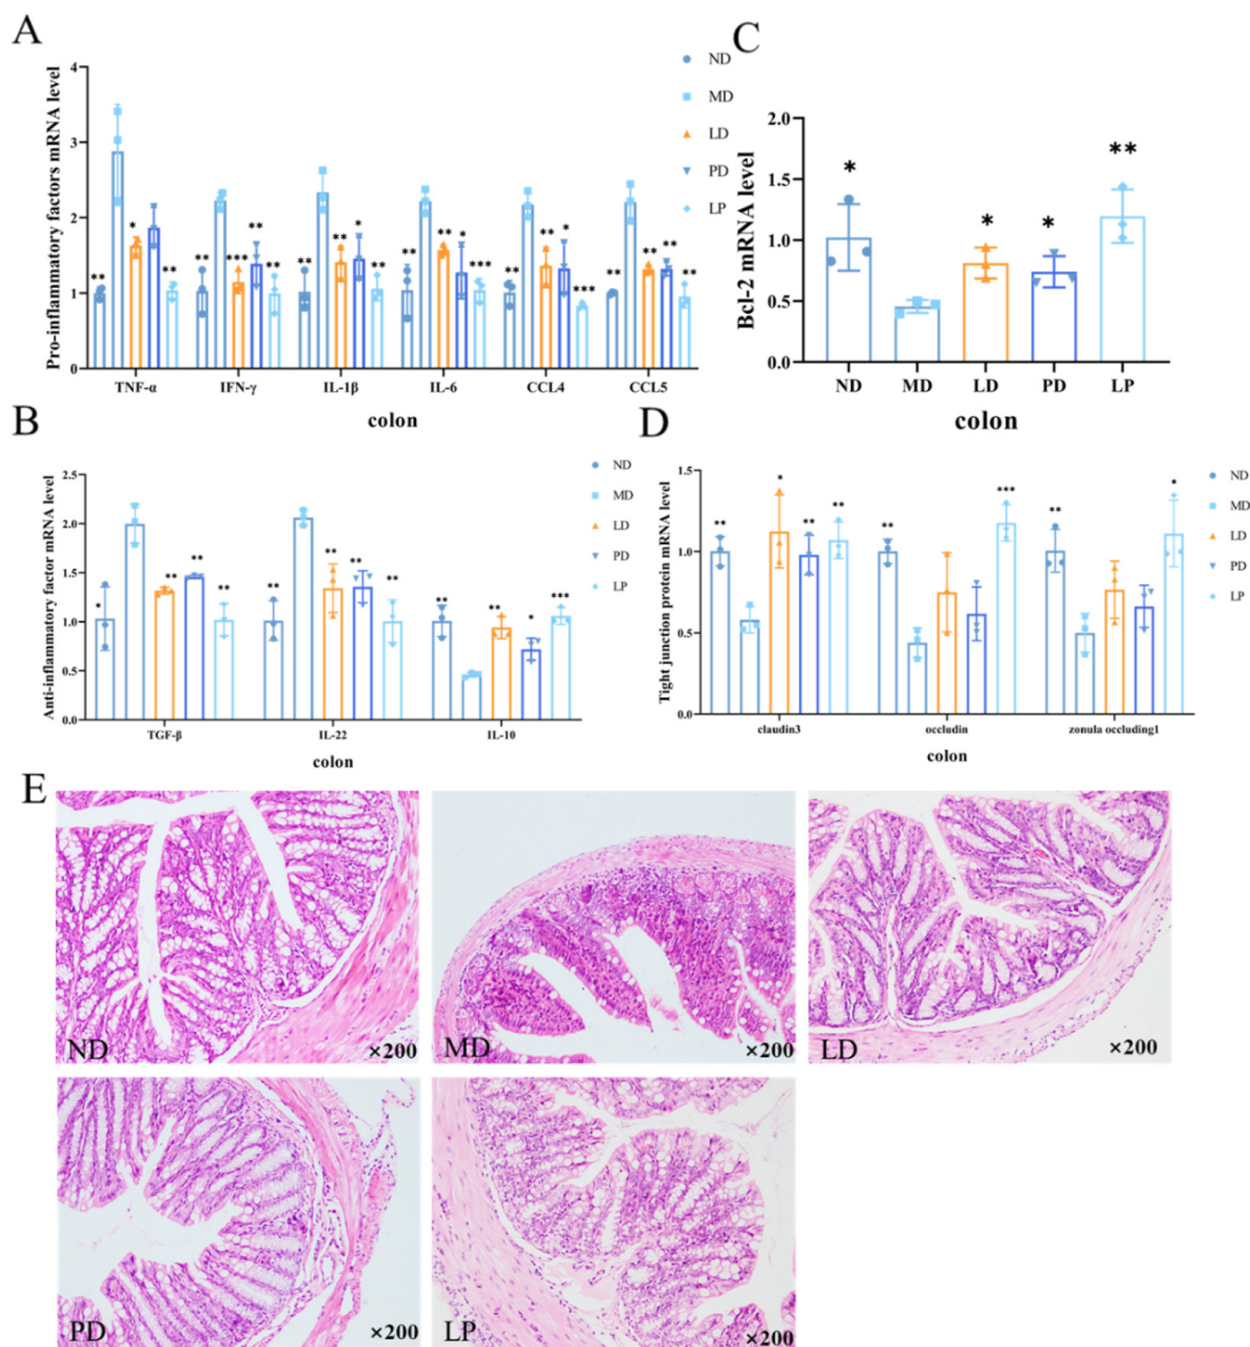 A
Pro-inflammatory factors mRNA level
4
3
2
1
0
** * **
** *** ** **
** ** * **
** ** * ***
** ** * ***
** ** ** **
TNF-α IFN-γ IL-1β IL-6 CCL4 CCL5
colon
ND
MD
LD
PD
LP
C
Bcl-2 mRNA level
2.0
1.5
1.0
0.5
0.0
* * * **
ND MD LD PD LP
colon
B
Anti-inflammatory factor mRNA level
2.5
2.0
1.5
1.0
0.5
0.0
* ** ** **
** ** ** **
** ** * ***
TGF-β IL-22 IL-10
colon
ND
MD
LD
PD
LP
D
Tight junction protein mRNA level
1.5
1.0
0.5
0.0
** * ** **
** ***
** *
claudin3 occludin zonula occluding1
colon
ND
MD
LD
PD
LP
E
ND ×200
MD ×200
LD ×200
PD ×200
LP ×200